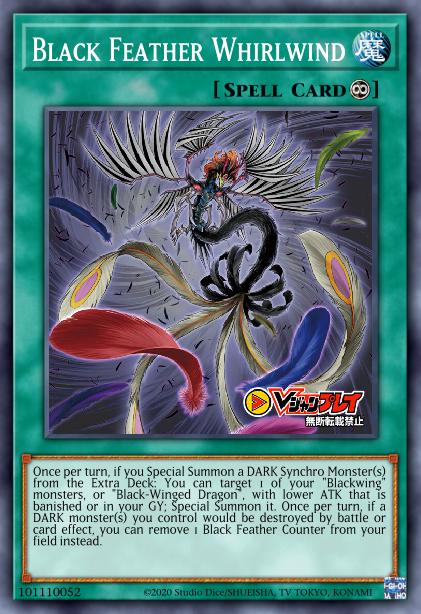 BLACK FEATHER WHIRLWIND
SPELL
魔
[SPELL CARD]
Vジャンプレイ
無断転載禁止
Once per turn, if you Special Summon a DARK Synchro Monster(s)
from the Extra Deck: You can target 1 of your "Blackwing"
monsters, or "Black-Winged Dragon", with lower ATK that is
banished or in your GY; Special Summon it. Once per turn, if a
DARK monster(s) you control would be destroyed by battle or
card effect, you can remove 1 Black Feather Counter from your
field instead.
101110052
©2020 Studio Dice/SHUEISHA, TV TOKYO, KONAMI